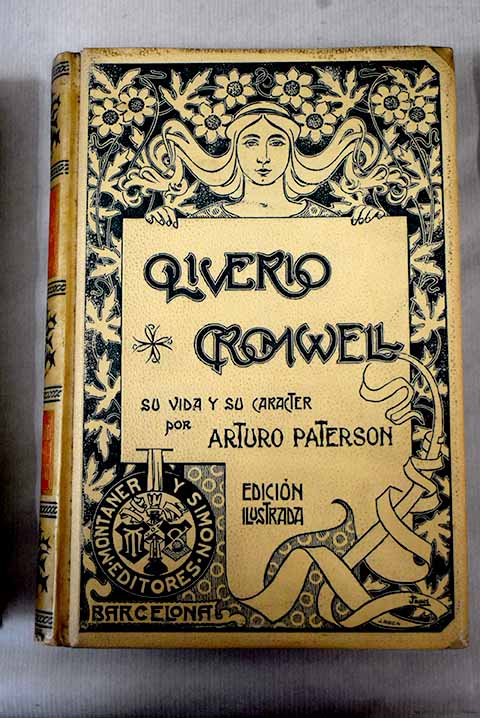 OLIVERIO
CROMWELL
SU VIDA Y SU CARACTER
por
ARTURO PATERSON
EDICIÓN
ILUSTRADA
MONTANER Y SIMON
EDITORES
BARCELONA